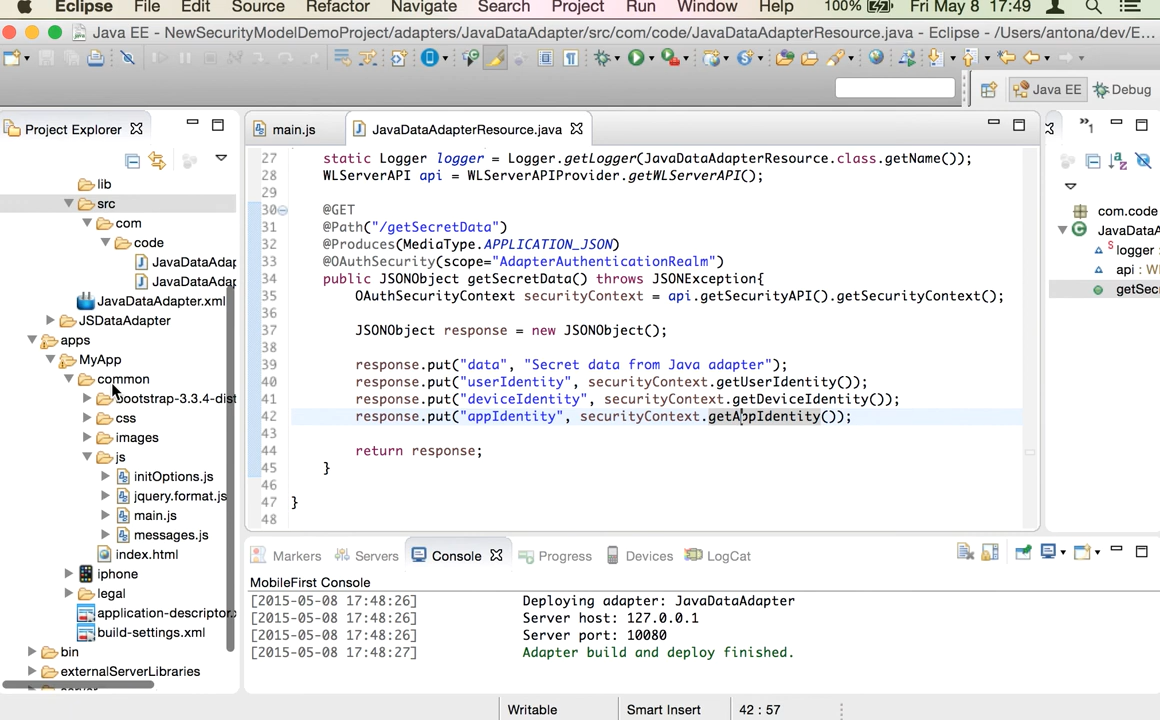 Eclipse File Edit Source Refactor Navigate Search Project Run Window Help 100% Fri May 8 17:49
Java EE - NewSecurityModelDemoProject/adapters/JavaDataAdapter/src/com/code/JavaDataAdapterResource.java - Eclipse - /Users/antona/dev/E...
Java EE Debug
Project Explorer
main.js JavaDataAdapterResource.java
lib
src
com
code
JavaDataAdap
JavaDataAdap
JavaDataAdapter.xml
JSDataAdapter
apps
MyApp
common
bootstrap-3.3.4-dist
css
images
js
initOptions.js
jquery.format.js
main.js
messages.js
index.html
iphone
legal
application-descriptor.x
build-settings.xml
bin
externalServerLibraries
27 static Logger logger = Logger.getLogger(JavaDataAdapterResource.class.getName());
28 WLServerAPI api = WLServerAPIProvider.getWLServerAPI();
29
30 @GET
31 @Path("/getSecretData")
32 @Produces(MediaType.APPLICATION_JSON)
33 @OAuthSecurity(scope="AdapterAuthenticationRealm")
34 public JSONObject getSecretData() throws JSONException{
35 OAuthSecurityContext securityContext = api.getSecurityAPI().getSecurityContext();
36
37 JSONObject response = new JSONObject();
38
39 response.put("data", "Secret data from Java adapter");
40 response.put("userIdentity", securityContext.getUserIdentity());
41 response.put("deviceIdentity", securityContext.getDeviceIdentity());
42 response.put("appIdentity", securityContext.getAppIdentity());
43
44 return response;
45 }
46
47 }
48
»1
com.code
JavaDataA
S logger :
api : WL
getSec
Markers Servers Console Progress Devices LogCat
MobileFirst Console
[2015-05-08 17:48:26] Deploying adapter: JavaDataAdapter
[2015-05-08 17:48:26] Server host: 127.0.0.1
[2015-05-08 17:48:26] Server port: 10080
[2015-05-08 17:48:27] Adapter build and deploy finished.
Writable Smart Insert 42 : 57